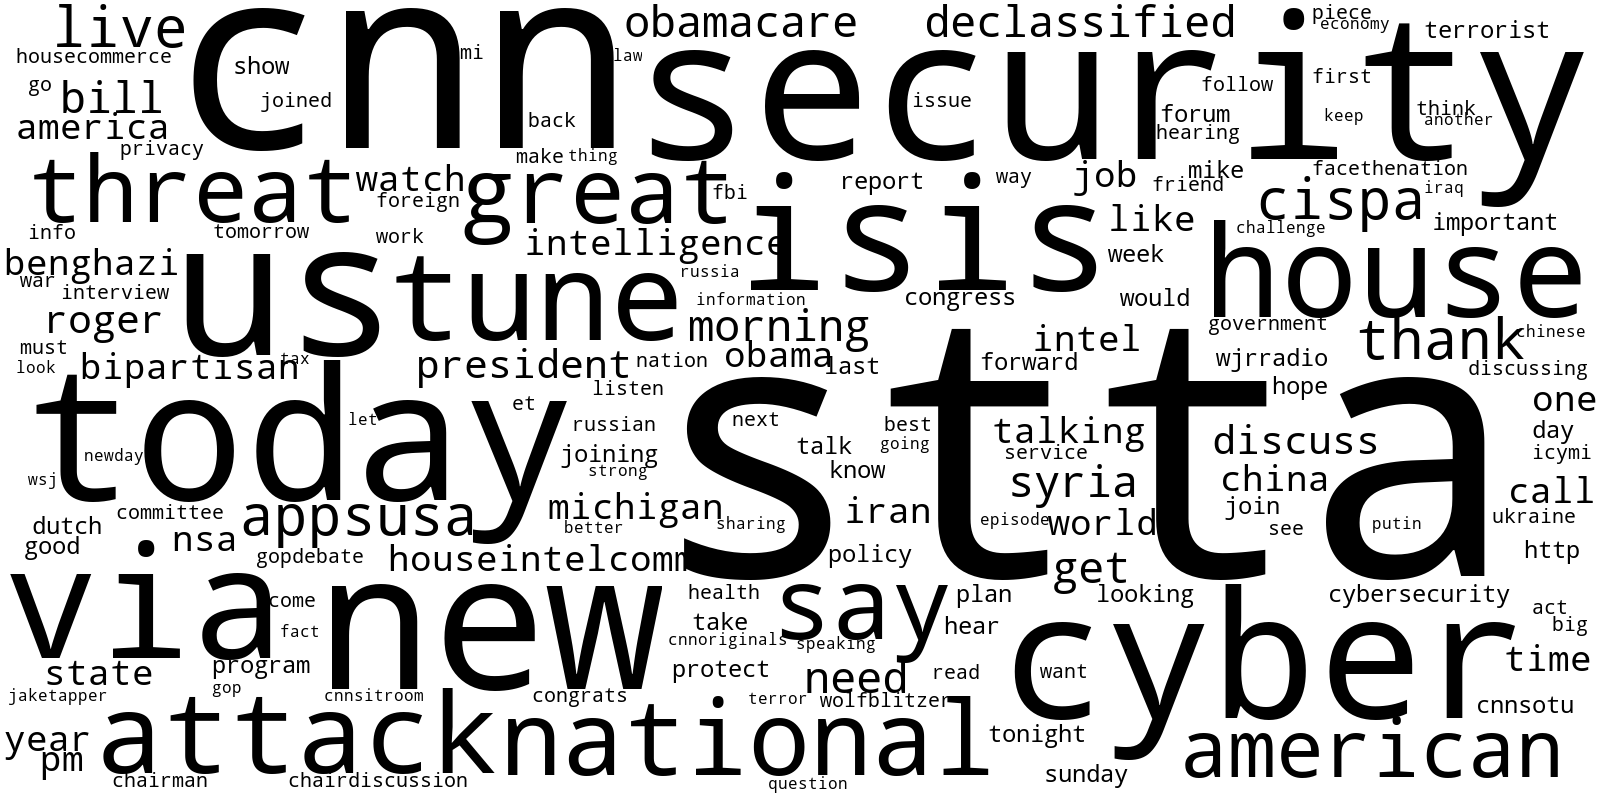 live
cnn
obamacare
declassified
piece
economy
terrorist
housecommerce
show
mi
law
security
go
bill
joined
issue
follow
first
think
another
america
back
forum
hearing
keep
privacy
make
thing
threat
watch
great
foreign
fbi
report
way
job
mike
friend
facethenation
iraq
cispa
isis
like
important
info
tomorrow
work
intelligence
week
challenge
house
benghazi
war
interview
us
tune
russia
information
congress
would
roger
morning
intel
government
thank
chinese
must
look
bipartisan
tax
president
nation
obama
last
forward
wjrradio
discussing
listen
hope
one
today
let
et
russian
stta
next
best
going
talking
service
discuss
day
icymi
newday
wsj
joining
strong
talk
know
syria
china
call
committee
dutch
appsusa
michigan
better
sharing
iran
episode
world
join
see
putin
ukraine
good
nsa
gopdebate
houseintelcomm
policy
get
http
via
come
new
health
say
plan
looking
cybersecurity
act
big
fact
take
cnnoriginals
speaking
hear
cyber
state
program
protect
need
read
want
time
jaketapper
gop
cnnsitroom
congrats
terror
wolfblitzer
cnnsotu
year
pm
attack
national
tonight
american
chairman
chairdiscussion
question
sunday